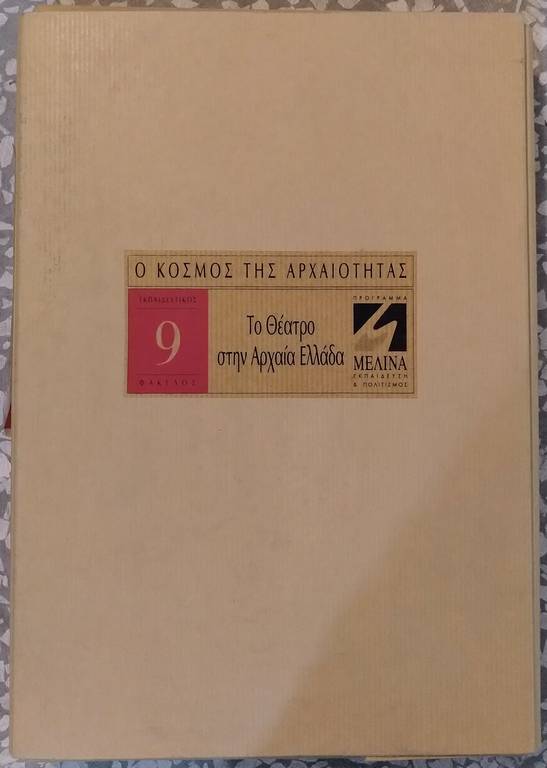 Ο ΚΟΣΜΟΣ ΤΗΣ ΑΡΧΑΙΟΤΗΤΑΣ
ΕΚΠΑΙΔΕΥΤΙΚΟΣ
9
ΦΑΚΕΛΟΣ
Το Θέατρο
στην Αρχαία Ελλάδα
ΠΡΟΓΡΑΜΜΑ
ΜΕΛΙΝΑ
ΕΚΠΑΙΔΕΥΣΗ
& ΠΟΛΙΤΙΣΜΟΣ